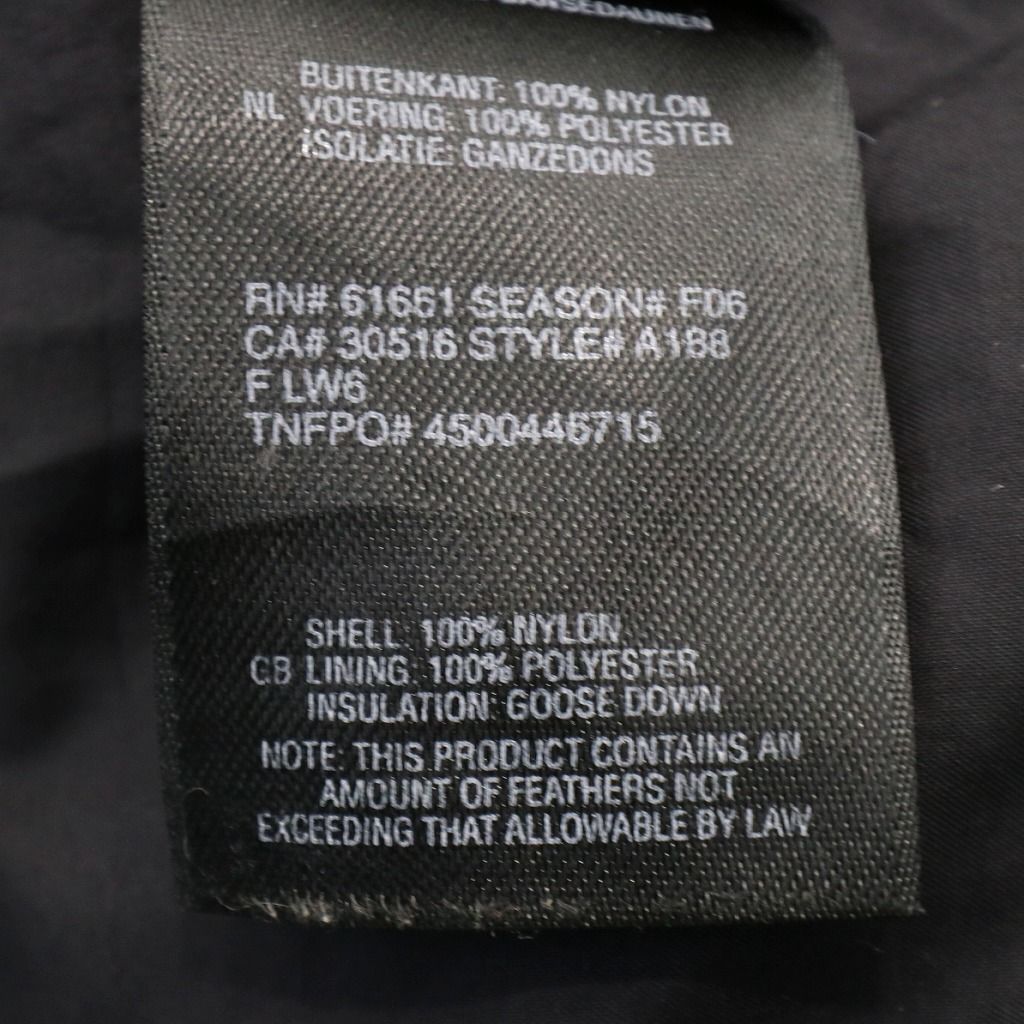 BUITENKANT: 100% NYLON
NL VOERING: 100% POLYESTER
ISOLATIE: GANZEDONS
RN# 61661 SEASON# F06
CA# 30516 STYLE# A188
F LW6
TNFPO# 4500446715
SHELL: 100% NYLON
GB LINING: 100% POLYESTER
INSULATION: GOOSE DOWN
NOTE: THIS PRODUCT CONTAINS AN
AMOUNT OF FEATHERS NOT
EXCEEDING THAT ALLOWABLE BY LAW